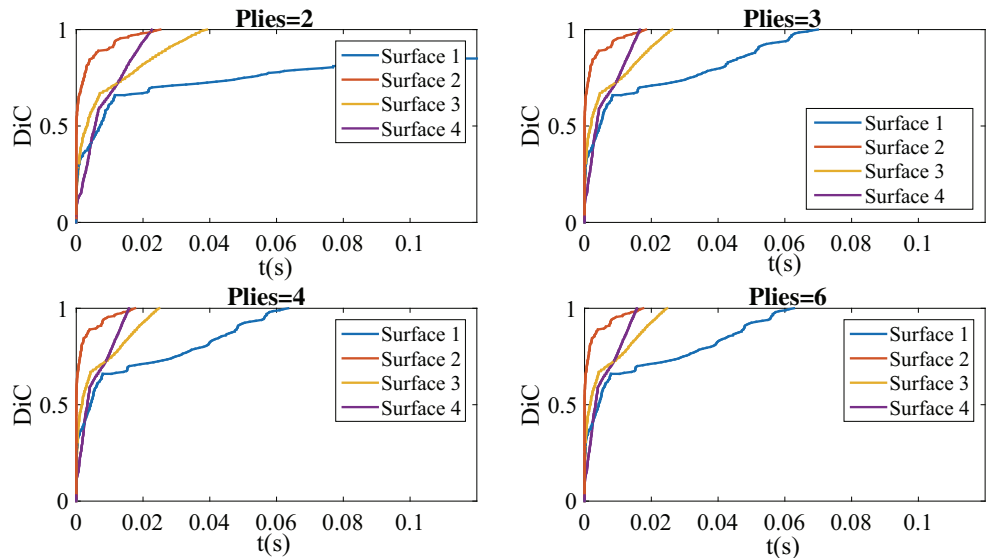 Plies=2
1
0.5
0
DiC
0 0.02 0.04 0.06 0.08 0.1
t(s)
Surface 1
Surface 2
Surface 3
Surface 4
Plies=3
1
0.5
0
DiC
0 0.02 0.04 0.06 0.08 0.1
t(s)
Surface 1
Surface 2
Surface 3
Surface 4
Plies=4
1
0.5
0
DiC
0 0.02 0.04 0.06 0.08 0.1
t(s)
Surface 1
Surface 2
Surface 3
Surface 4
Plies=6
1
0.5
0
DiC
0 0.02 0.04 0.06 0.08 0.1
t(s)
Surface 1
Surface 2
Surface 3
Surface 4